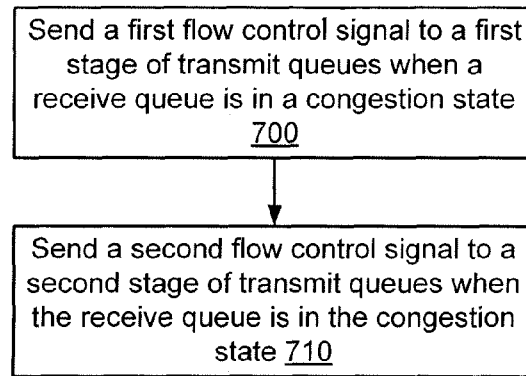 Send a first flow control signal to a first
stage of transmit queues when a
receive queue is in a congestion state
700
Send a second flow control signal to a
second stage of transmit queues when
the receive queue is in the congestion
state 710